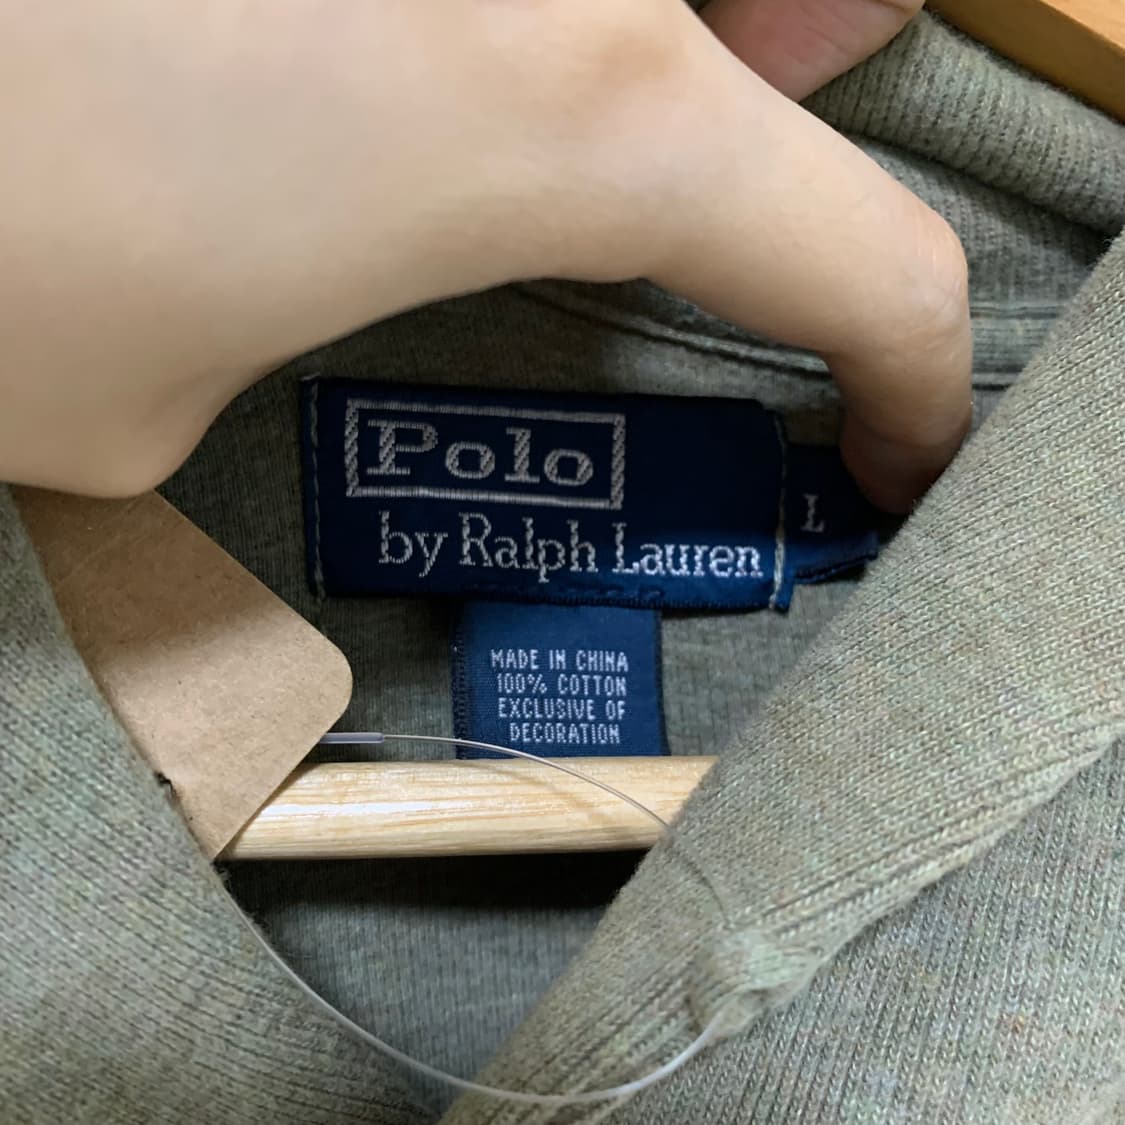 Polo
by Ralph Lauren
L
MADE IN CHINA
100% COTTON
EXCLUSIVE OF
DECORATION